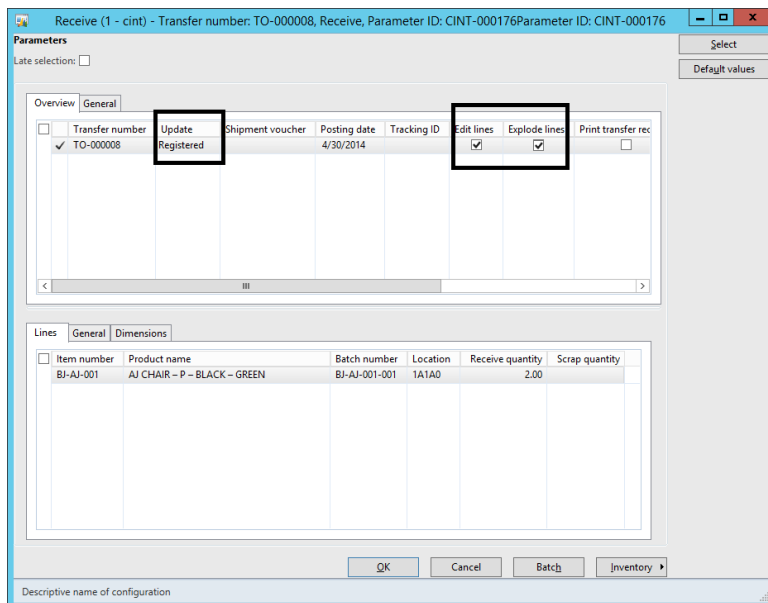 Receive (1 - cint) - Transfer number: TO-000008, Receive, Parameter ID: CINT-000176Parameter ID: CINT-000176
Parameters
Select
Late selection:
Default values
Overview General
Transfer number Update Shipment voucher Posting date Tracking ID Edit lines Explode lines Print transfer rec
TO-000008 Registered 4/30/2014
Lines General Dimensions
Item number Product name Batch number Location Receive quantity Scrap quantity
BJ-AJ-001 AJ CHAIR – P – BLACK – GREEN BJ-AJ-001-001 1A1A0 2.00
OK Cancel Batch Inventory
Descriptive name of configuration